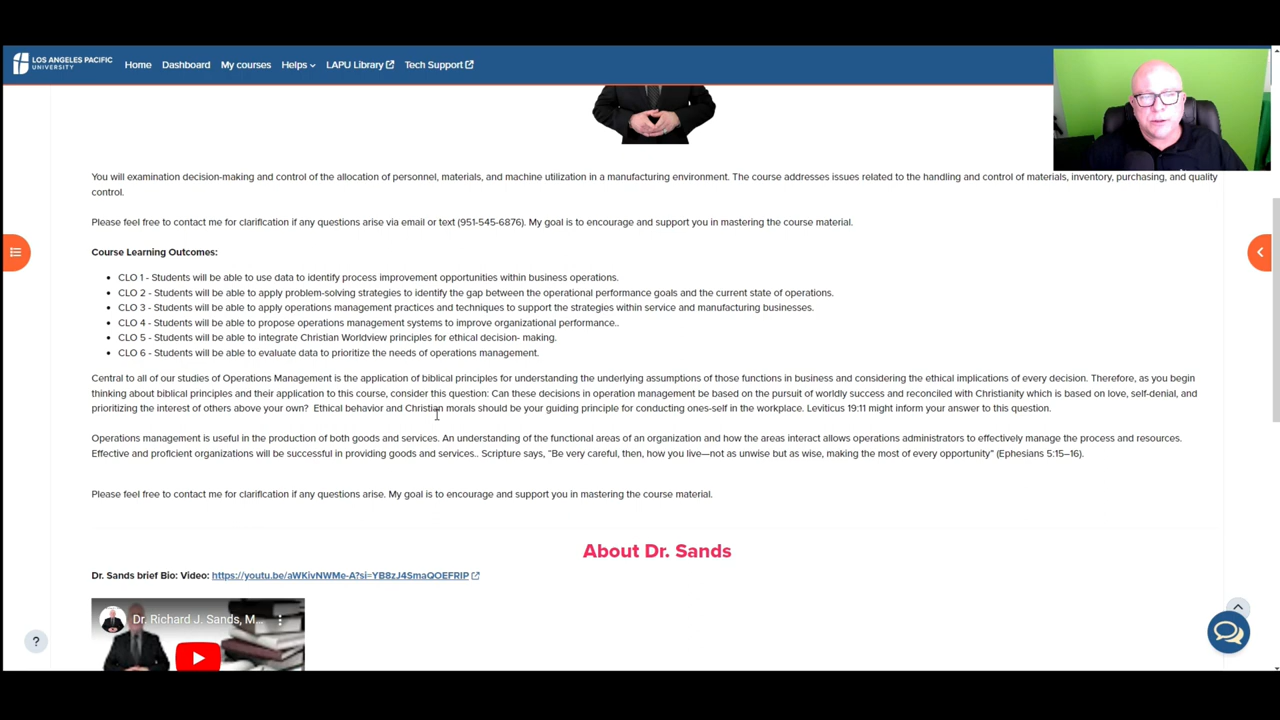 LOS ANGELES PACIFIC
UNIVERSITY
Home Dashboard My courses Helps LAPU Library Tech Support
You will examination decision-making and control of the allocation of personnel, materials, and machine utilization in a manufacturing environment. The course addresses issues related to the handling and control of materials, inventory, purchasing, and quality
control.
Please feel free to contact me for clarification if any questions arise via email or text (951-545-6876). My goal is to encourage and support you in mastering the course material.
Course Learning Outcomes:
• CLO 1 - Students will be able to use data to identify process improvement opportunities within business operations.
• CLO 2 - Students will be able to apply problem-solving strategies to identify the gap between the operational performance goals and the current state of operations.
• CLO 3 - Students will be able to apply operations management practices and techniques to support the strategies within service and manufacturing businesses.
• CLO 4 - Students will be able to propose operations management systems to improve organizational performance..
• CLO 5 - Students will be able to integrate Christian Worldview principles for ethical decision- making.
• CLO 6 - Students will be able to evaluate data to prioritize the needs of operations management.
Central to all of our studies of Operations Management is the application of biblical principles for understanding the underlying assumptions of those functions in business and considering the ethical implications of every decision. Therefore, as you begin
thinking about biblical principles and their application to this course, consider this question: Can these decisions in operation management be based on the pursuit of worldly success and reconciled with Christianity which is based on love, self-denial, and
prioritizing the interest of others above your own? Ethical behavior and Christian morals should be your guiding principle for conducting ones-self in the workplace. Leviticus 19:11 might inform your answer to this question.
Operations management is useful in the production of both goods and services. An understanding of the functional areas of an organization and how the areas interact allows operations administrators to effectively manage the process and resources.
Effective and proficient organizations will be successful in providing goods and services.. Scripture says, “Be very careful, then, how you live—not as unwise but as wise, making the most of every opportunity” (Ephesians 5:15–16).
Please feel free to contact me for clarification if any questions arise. My goal is to encourage and support you in mastering the course material.
About Dr. Sands
Dr. Sands brief Bio: Video: https://youtu.be/aWKivNWMe-A?si=YB8zJ4SmaQOEFRIP
Dr. Richard J. Sands, M...
?